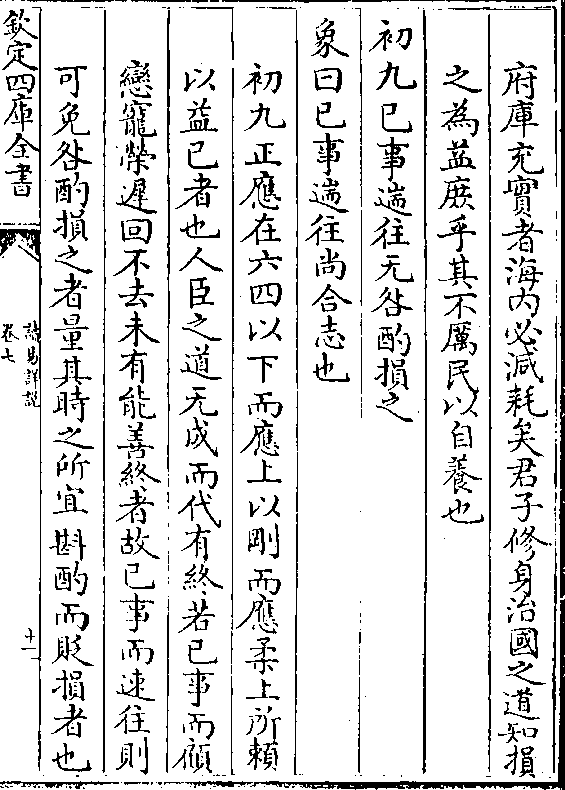 府庫充實者海内必減耗矣君子修身治國之道知損
之為益庶乎其不厲民以自養也
初九已事遄往无咎酌損之
象曰已事遄往尚合志也
初九正應在六四以下而應上以剛而應柔上所賴
以益已者也人臣之道无成而代有終若已事而顧
戀寵榮遲回不去未有能善終者故已事而速往則
可免咎酌損之者量其時之所宜斟酌而貶損者也
欽定四庫全書
讀易詳説
卷七
十二